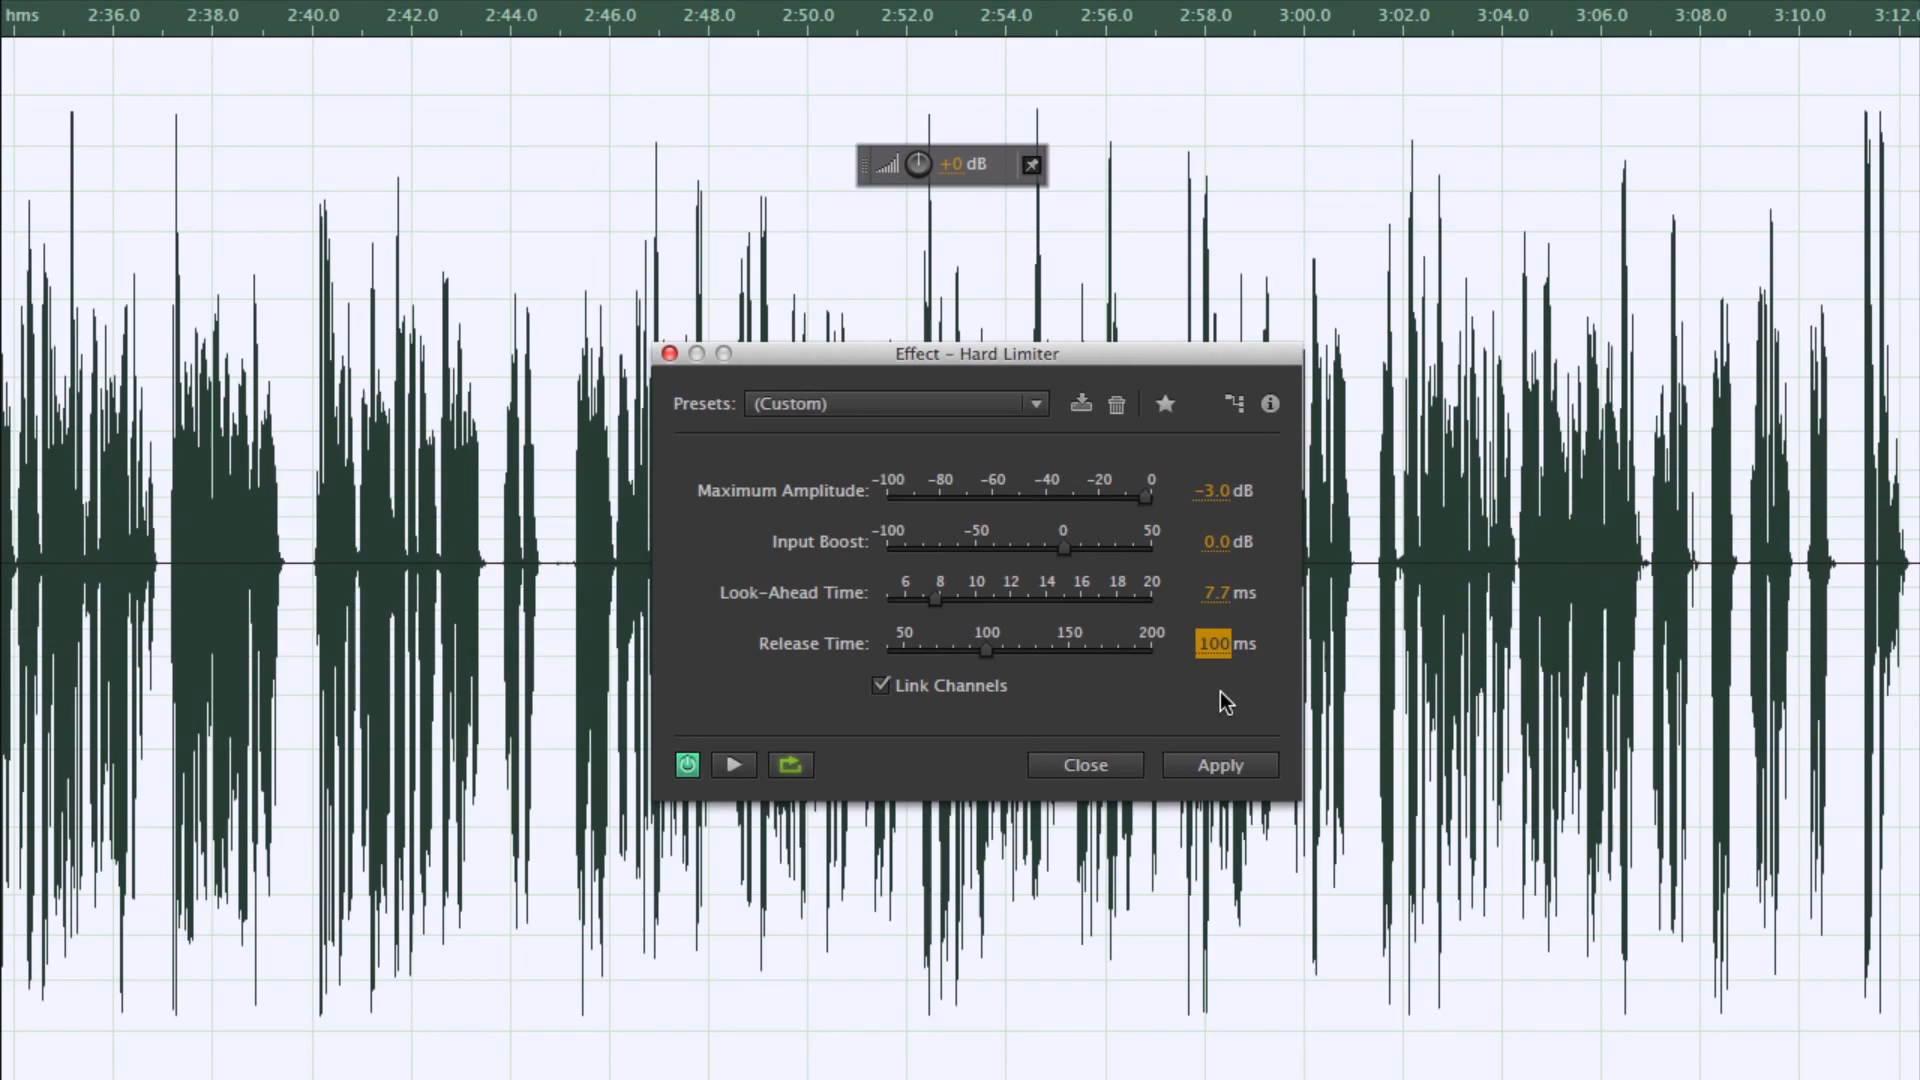 hms 2:36.0 2:38.0 2:40.0 2:42.0 2:44.0 2:46.0 2:48.0 2:50.0 2:52.0 2:54.0 2:56.0 2:58.0 3:00.0 3:02.0 3:04.0 3:06.0 3:08.0 3:10.0 3:12.0
+0 dB
Effect – Hard Limiter
Presets: (Custom)
-100 -80 -60 -40 -20 0
Maximum Amplitude: -3.0 dB
-100 -50 0 50
Input Boost: 0.0 dB
6 8 10 12 14 16 18 20
Look-Ahead Time: 7.7 ms
50 100 150 200
Release Time: 100 ms
Link Channels
Close Apply